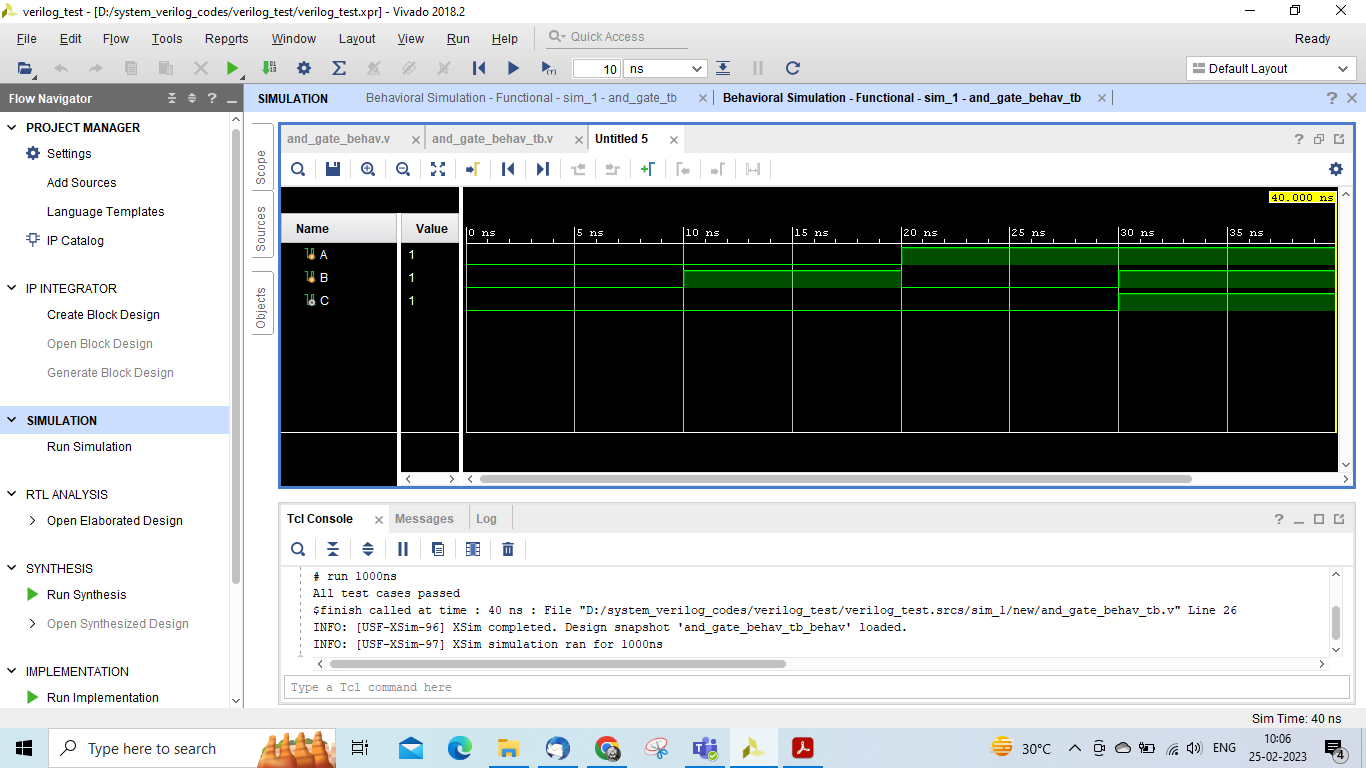 verilog_test - [D:/system_verilog_codes/verilog_test/verilog_test.xpr] - Vivado 2018.2
File Edit Flow Tools Reports Window Layout View Run Help Quick Access Ready
10 ns Default Layout
Flow Navigator
SIMULATION Behavioral Simulation - Functional - sim_1 - and_gate_tb Behavioral Simulation - Functional - sim_1 - and_gate_behav_tb
PROJECT MANAGER
Settings
Add Sources
Language Templates
IP Catalog
IP INTEGRATOR
Create Block Design
Open Block Design
Generate Block Design
SIMULATION
Run Simulation
RTL ANALYSIS
Open Elaborated Design
SYNTHESIS
Run Synthesis
Open Synthesized Design
IMPLEMENTATION
Run Implementation
Scope
Sources
Objects
and_gate_behav.v and_gate_behav_tb.v Untitled 5
40.000 ns
Name Value 0 ns 5 ns 10 ns 15 ns 20 ns 25 ns 30 ns 35 ns
A 1
B 1
C 1
Tcl Console Messages Log
# run 1000ns
All test cases passed
$finish called at time : 40 ns : File "D:/system_verilog_codes/verilog_test/verilog_test.srcs/sim_1/new/and_gate_behav_tb.v" Line 26
INFO: [USF-XSim-96] XSim completed. Design snapshot 'and_gate_behav_tb_behav' loaded.
INFO: [USF-XSim-97] XSim simulation ran for 1000ns
Type a Tcl command here
Sim Time: 40 ns
Type here to search
30°C
ENG
10:06
25-02-2023
4